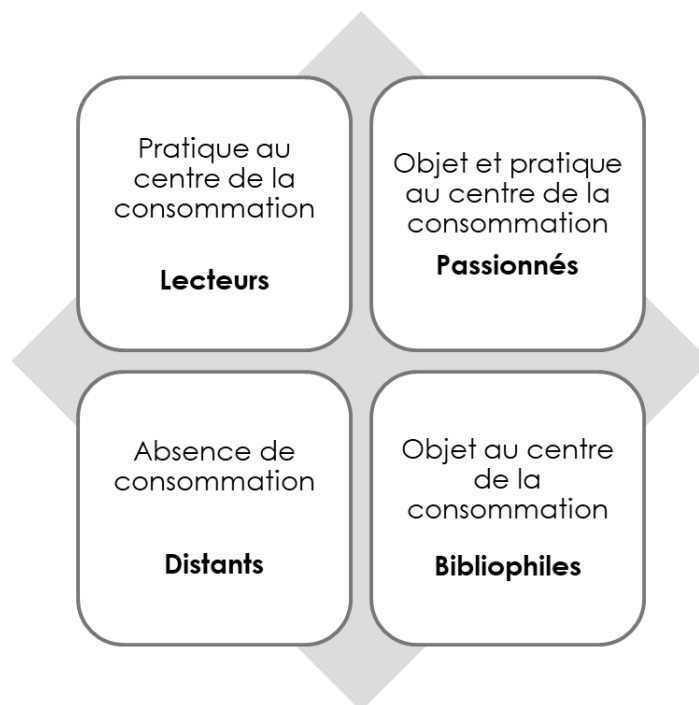 Pratique au
centre de la
consommation
Lecteurs
Objet et pratique
au centre de la
consommation
Passionnés
Absence de
consommation
Distants
Objet au centre
de la
consommation
Bibliophiles